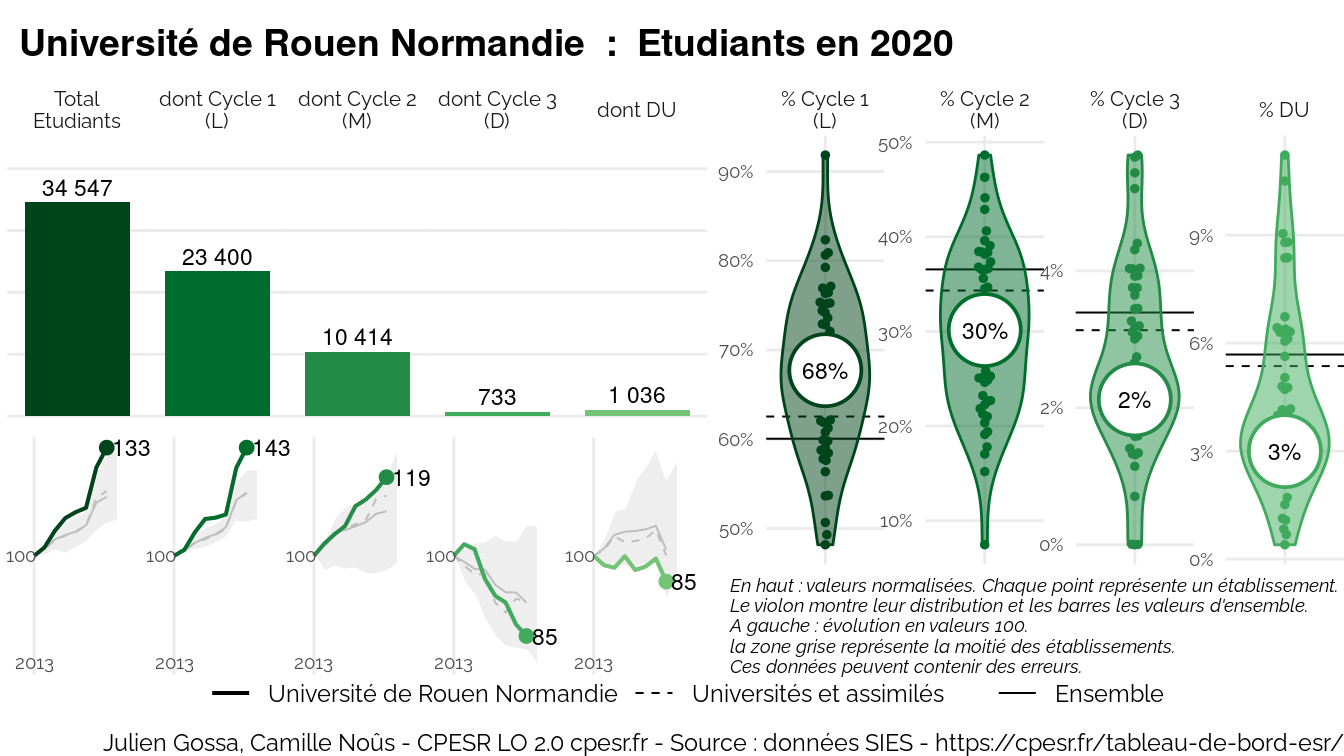 Université de Rouen Normandie : Etudiants en 2020
Total
Etudiants
dont Cycle 1
(L)
dont Cycle 2
(M)
dont Cycle 3
(D)
dont DU
% Cycle 1
(L)
% Cycle 2
(M)
% Cycle 3
(D)
% DU
34 547
23 400
10 414
733
1 036
90%
80%
70%
60%
50%
68%
50%
40%
30%
20%
10%
30%
4%
2%
0%
2%
9%
6%
3%
0%
3%
133
100
2013
143
100
2013
119
100
2013
85
100
2013
85
100
2013
En haut : valeurs normalisées. Chaque point représente un établissement.
Le violon montre leur distribution et les barres les valeurs d'ensemble.
A gauche : évolution en valeurs 100.
la zone grise représente la moitié des établissements.
Ces données peuvent contenir des erreurs.
Université de Rouen Normandie
Universités et assimilés
Ensemble
Julien Gossa, Camille Noûs - CPESR LO 2.0 cpesr.fr - Source : données SIES - https://cpesr.fr/tableau-de-bord-esr/